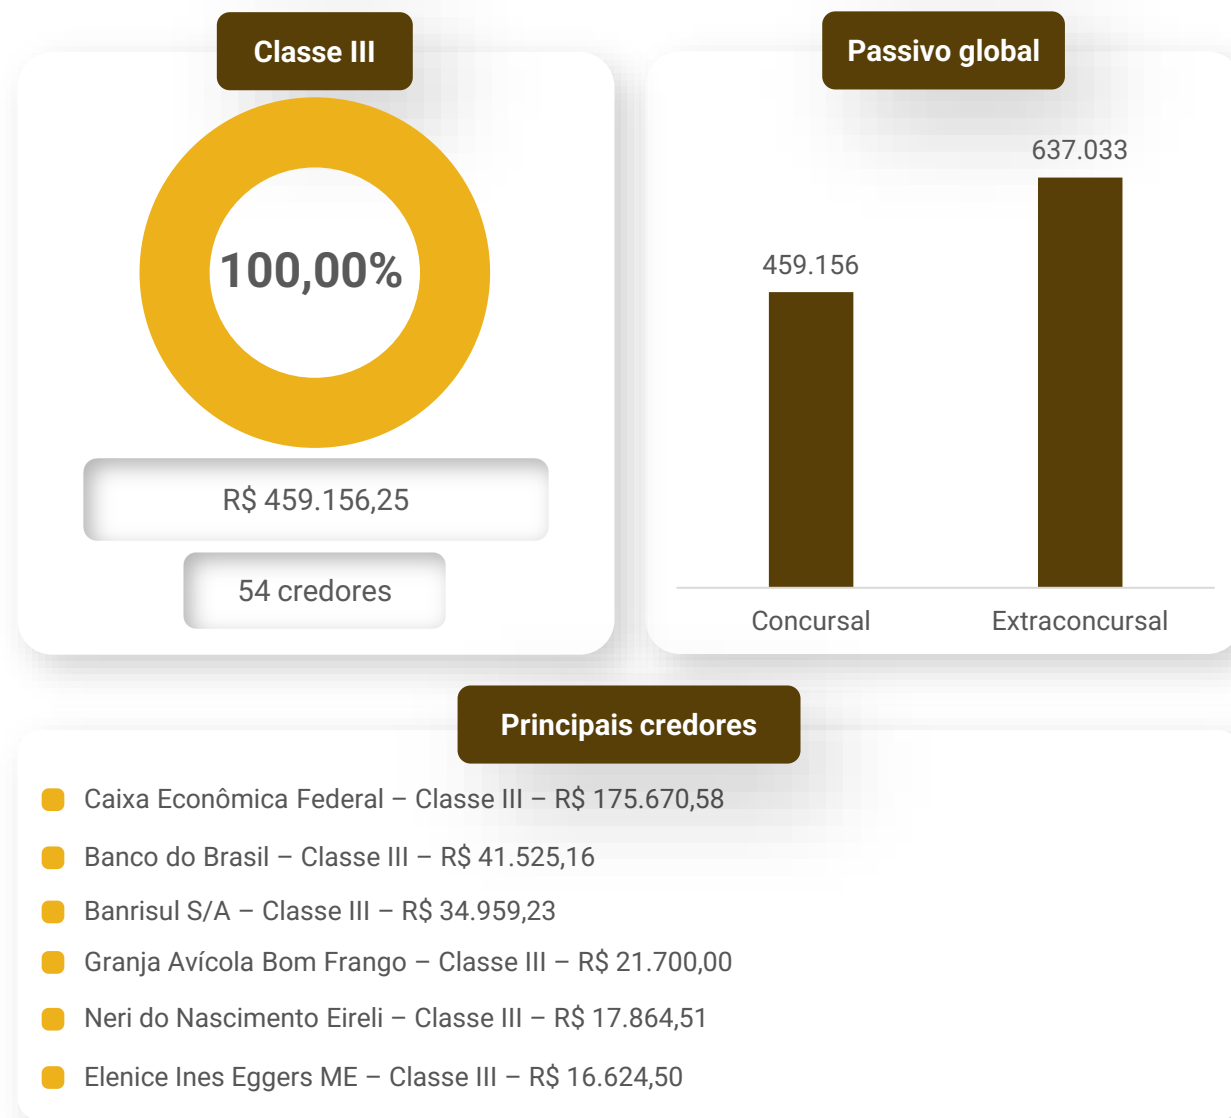 Classe III
100,00%
R$ 459.156,25
54 credores
Passivo global
637.033
459.156
Concursal
Extraconcursal
Principais credores
Caixa Econômica Federal – Classe III – R$ 175.670,58
Banco do Brasil – Classe III – R$ 41.525,16
Banrisul S/A – Classe III – R$ 34.959,23
Granja Avícola Bom Frango – Classe III – R$ 21.700,00
Neri do Nascimento Eireli – Classe III – R$ 17.864,51
Elenice Ines Eggers ME – Classe III – R$ 16.624,50